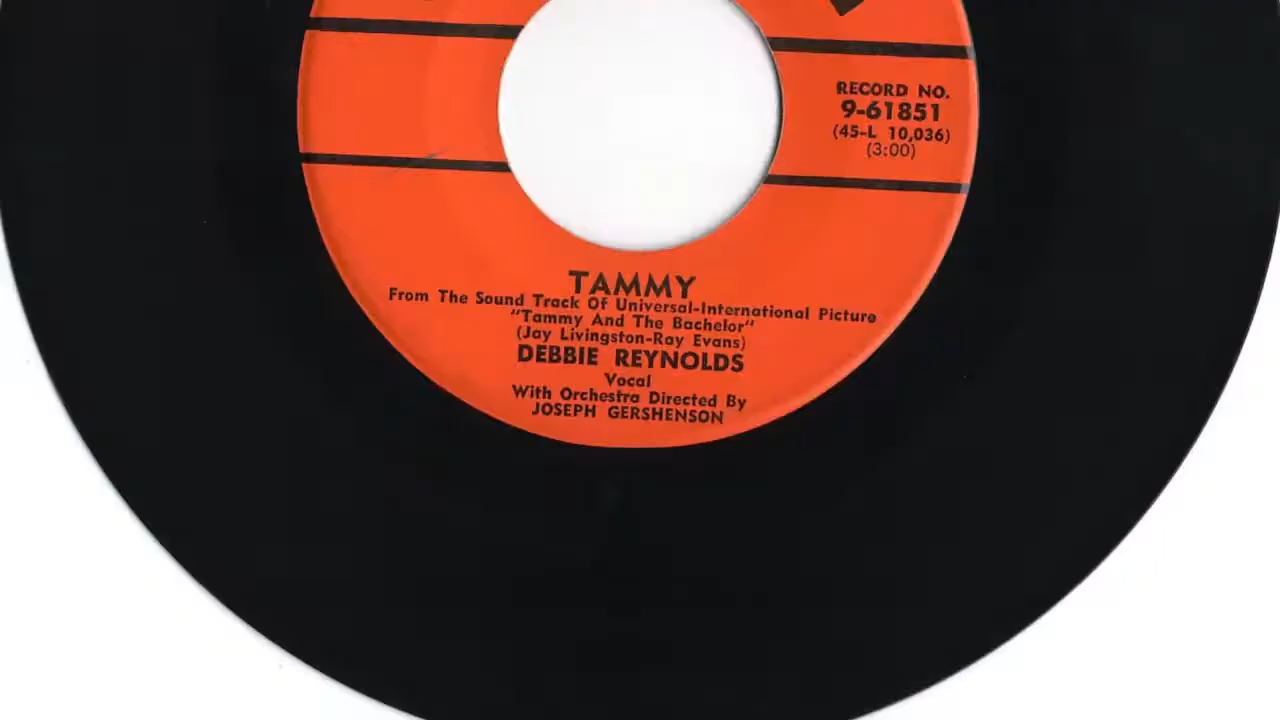 RECORD NO.
9-61851
(45-L 10,036)
(3:00)
TAMMY
From The Sound Track Of Universal-International Picture
"Tammy And The Bachelor"
(Jay Livingston-Ray Evans)
DEBBIE REYNOLDS
Vocal
With Orchestra Directed By
JOSEPH GERSHENSON